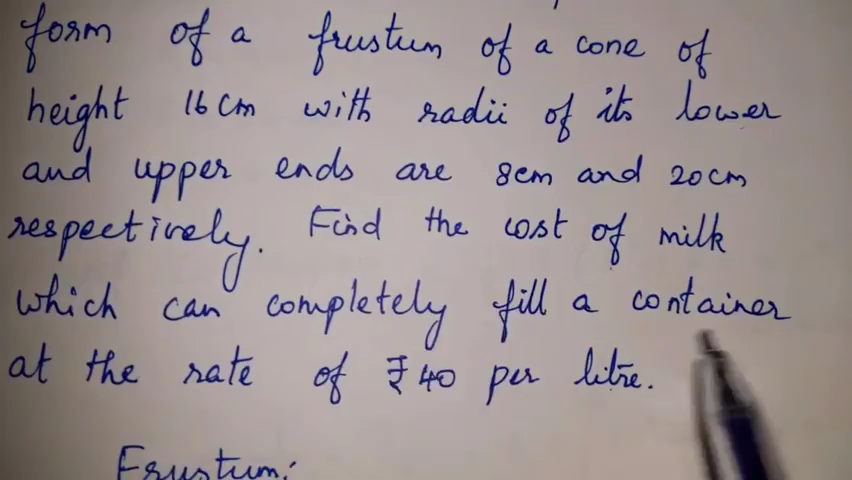 form of a frustum of a cone of
height 16cm with radii of its lower
and upper ends are 8cm and 20cm
respectively. Find the cost of milk
which can completely fill a container
at the rate of ₹40 per litre.
Frustum: